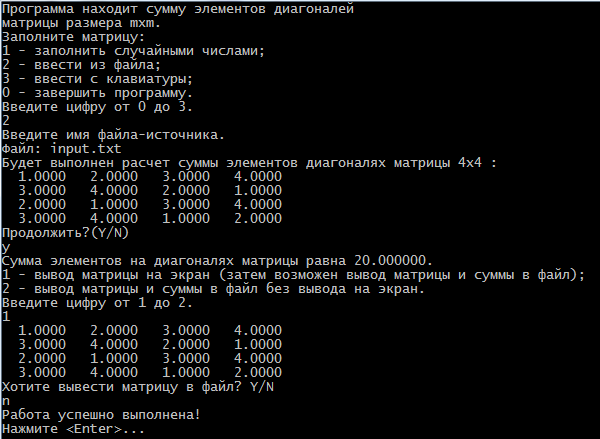 Программа находит сумму элементов диагоналей
матрицы размера mxm.
Заполните матрицу:
1 - заполнить случайными числами;
2 - ввести из файла;
3 - ввести с клавиатуры;
0 - завершить программу.
Введите цифру от 0 до 3.
2
Введите имя файла-источника.
Файл: input.txt
Будет выполнен расчет суммы элементов диагоналях матрицы 4x4 :
1.0000 2.0000 3.0000 4.0000
3.0000 4.0000 2.0000 1.0000
2.0000 1.0000 3.0000 4.0000
3.0000 4.0000 1.0000 2.0000
Продолжить?(Y/N)
y
Сумма элементов на диагоналях матрицы равна 20.000000.
1 - вывод матрицы на экран (затем возможен вывод матрицы и суммы в файл);
2 - вывод матрицы и суммы в файл без вывода на экран.
Введите цифру от 1 до 2.
1
1.0000 2.0000 3.0000 4.0000
3.0000 4.0000 2.0000 1.0000
2.0000 1.0000 3.0000 4.0000
3.0000 4.0000 1.0000 2.0000
Хотите вывести матрицу в файл? Y/N
n
Работа успешно выполнена!
Нажмите <Enter>...